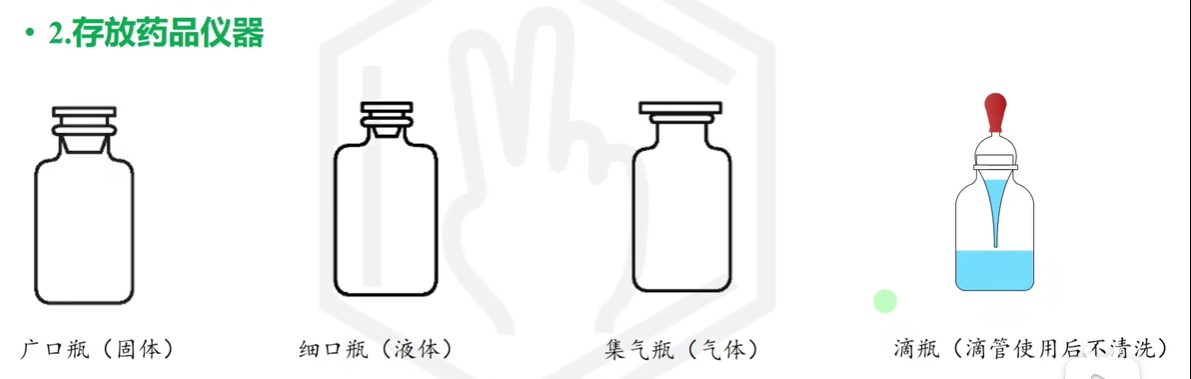 • 2.存放药品仪器
广口瓶（固体）
细口瓶（液体）
集气瓶（气体）
滴瓶（滴管使用后不清洗）